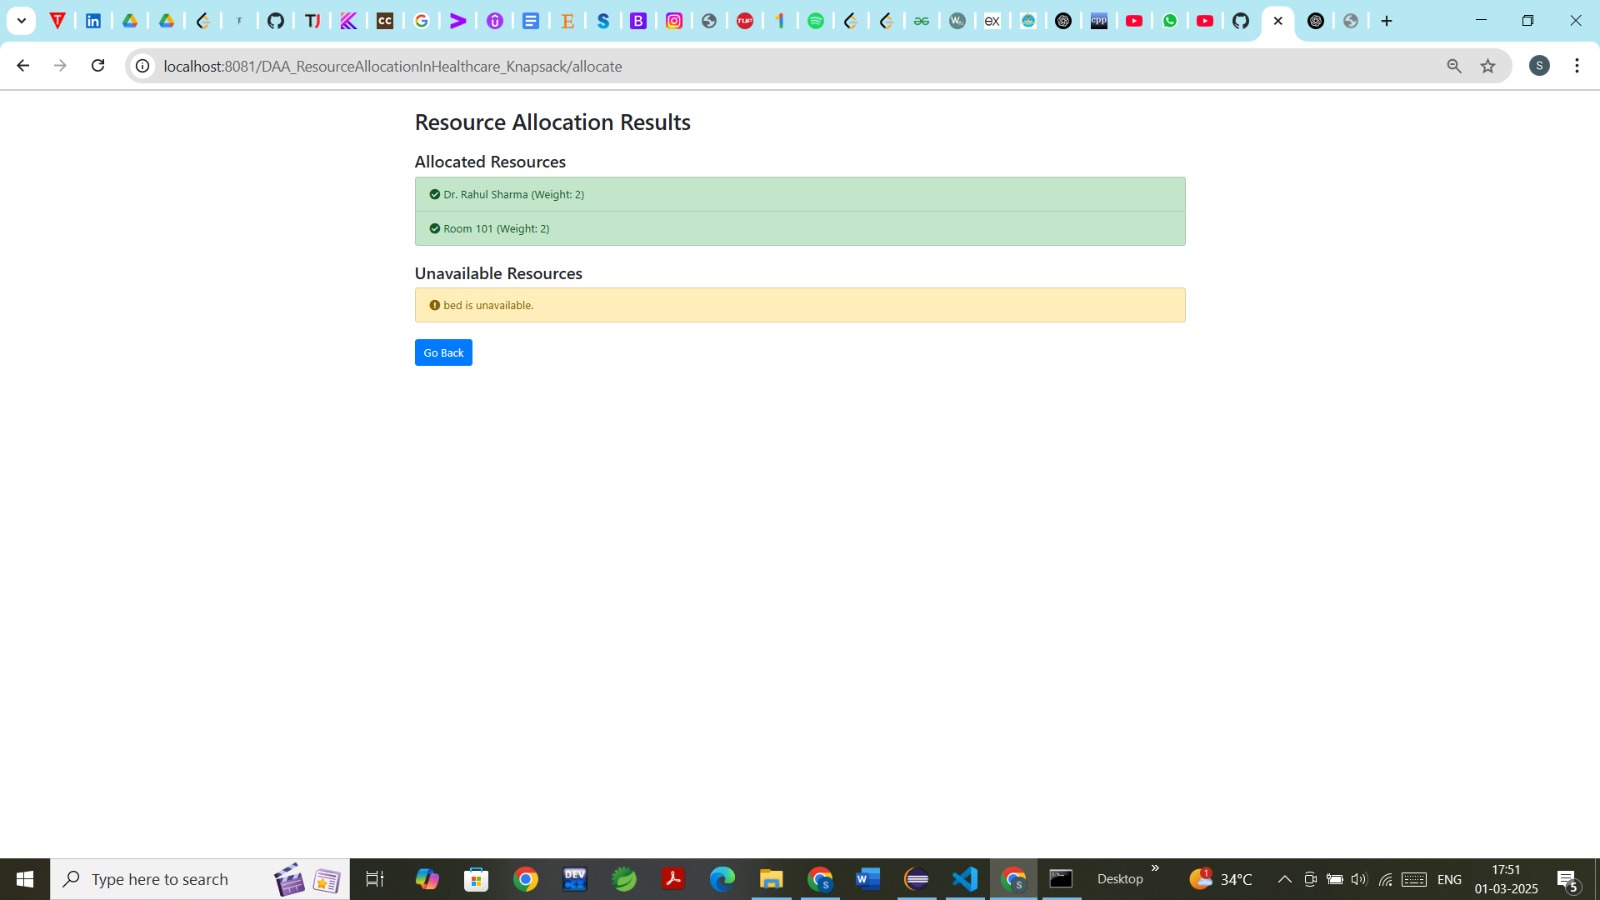 localhost:8081/DAA_ResourceAllocationInHealthcare_Knapsack/allocate
S
Resource Allocation Results
Allocated Resources
Dr. Rahul Sharma (Weight: 2)
Room 101 (Weight: 2)
Unavailable Resources
bed is unavailable.
Go Back
Type here to search
DEV
Desktop
34°C
ENG
17:51
01-03-2025
5